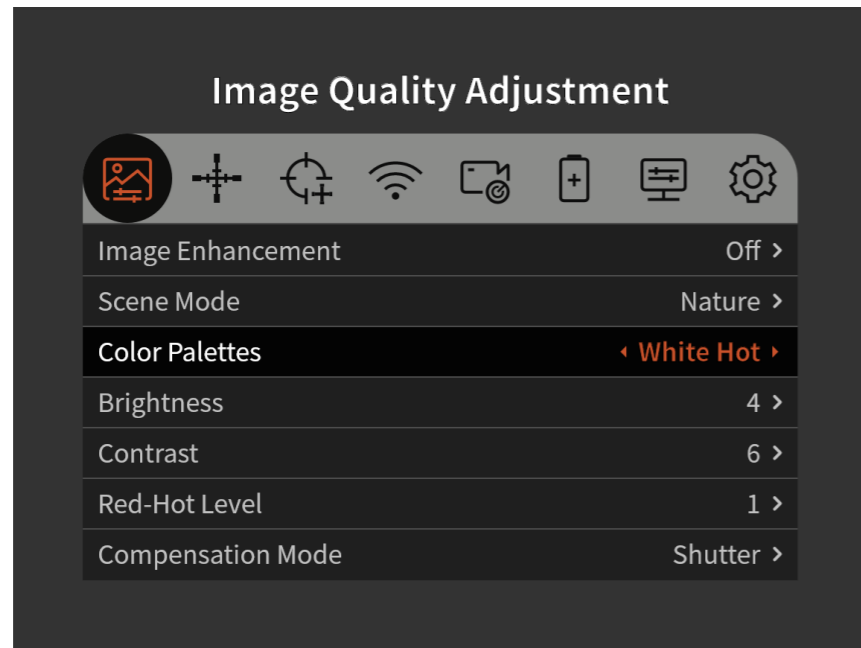 Image Quality Adjustment
Image Enhancement Off
Scene Mode Nature
Color Palettes White Hot
Brightness 4
Contrast 6
Red-Hot Level 1
Compensation Mode Shutter